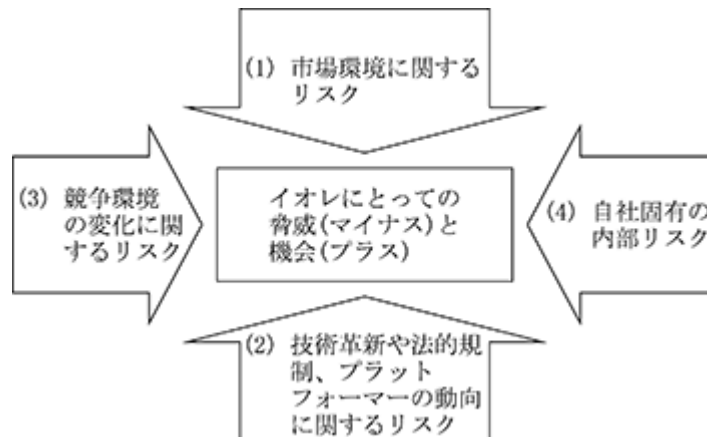 (1) 市場環境に関する
リスク
(3) 競争環境
の変化に関
するリスク
イオレにとっての
脅威(マイナス)と
機会(プラス)
(4) 自社固有の
内部リスク
(2) 技術革新や法的規
制、プラット
フォーマーの動向
に関するリスク